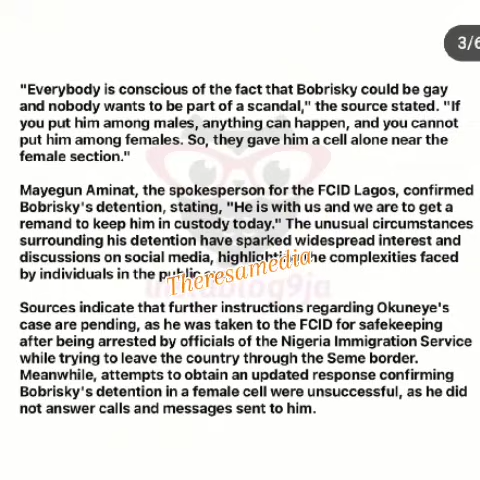 3/6
"Everybody is conscious of the fact that Bobrisky could be gay
and nobody wants to be part of a scandal," the source stated. "If
you put him among males, anything can happen, and you cannot
put him among females. So, they gave him a cell alone near the
female section."
Mayegun Aminat, the spokesperson for the FCID Lagos, confirmed
Bobrisky's detention, stating, "He is with us and we are to get a
remand to keep him in custody today." The unusual circumstances
surrounding his detention have sparked widespread interest and
discussions on social media, the complexities faced
by individuals in the
Theresamedia
Sources indicate that further instructions regarding Okuneye's
case are pending, as he was taken to the FCID for safekeeping
after being arrested by officials of the Nigeria Immigration Service
while trying to leave the country through the Seme border.
Meanwhile, attempts to obtain an updated response confirming
Bobrisky's detention in a female cell were unsuccessful, as he did
not answer calls and messages sent to him.